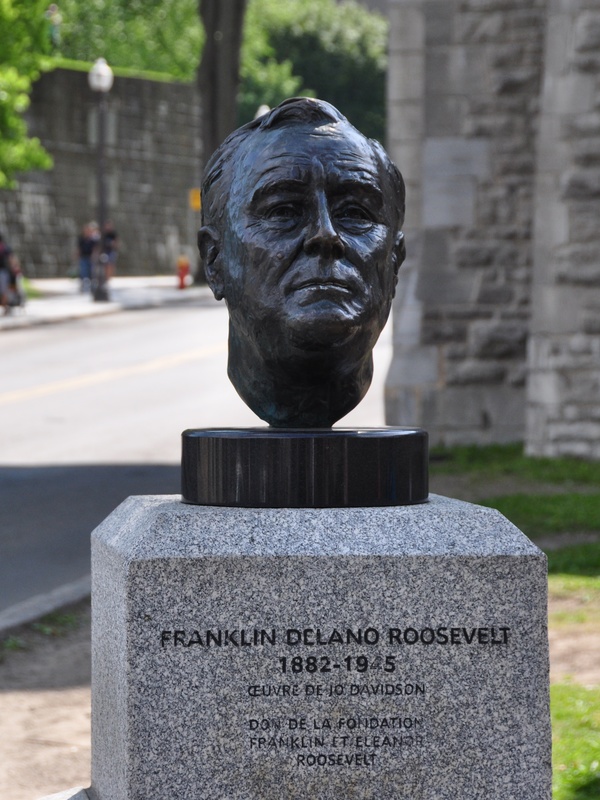 FRANKLIN DELANO ROOSEVELT
1882-1945
ŒUVRE DE JO DAVIDSON
DON DE LA FONDATION
FRANKLIN ET ELEANOR
ROOSEVELT